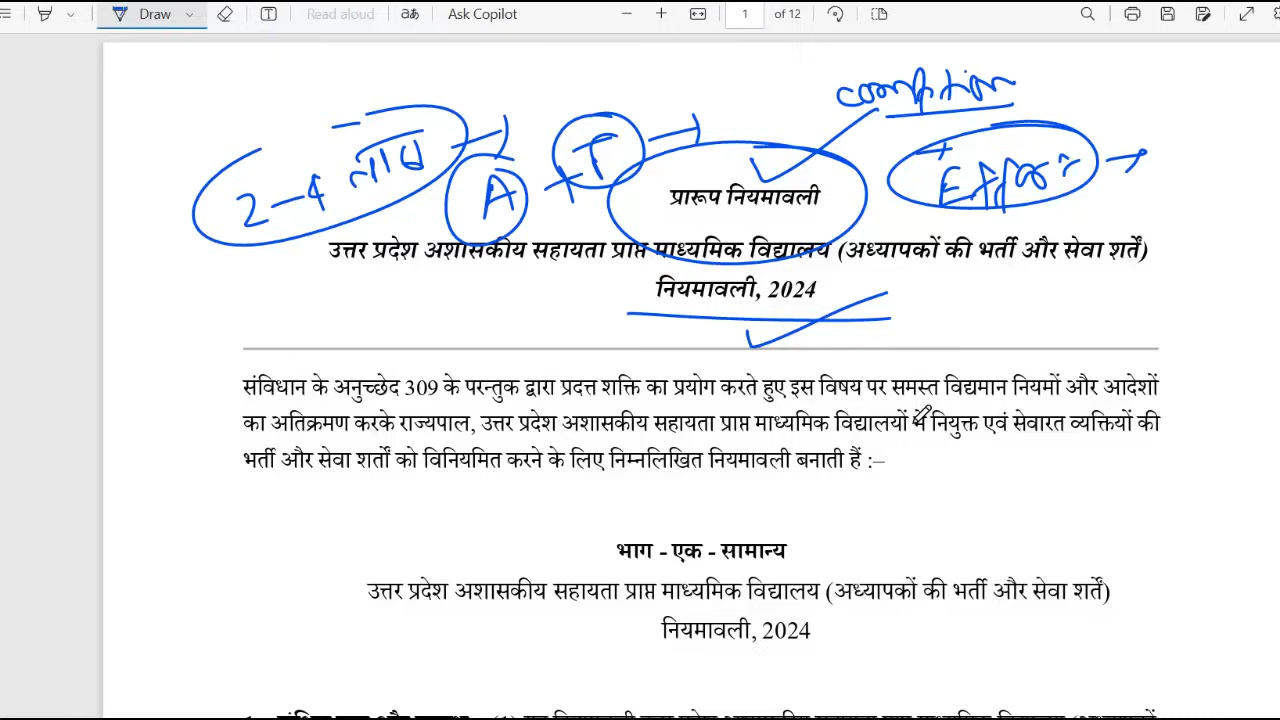 Draw
Read aloud
aあ
Ask Copilot
1 of 12
2-4 लाख
A + T
Effort
प्रारूप नियमावली
उत्तर प्रदेश अशासकीय सहायता प्राप्त माध्यमिक विद्यालय (अध्यापकों की भर्ती और सेवा शर्तें)
नियमावली, 2024
संविधान के अनुच्छेद 309 के परन्तुक द्वारा प्रदत्त शक्ति का प्रयोग करते हुए इस विषय पर समस्त विद्यमान नियमों और आदेशों
का अतिक्रमण करके राज्यपाल, उत्तर प्रदेश अशासकीय सहायता प्राप्त माध्यमिक विद्यालयों में नियुक्त एवं सेवारत व्यक्तियों की
भर्ती और सेवा शर्तों को विनियमित करने के लिए निम्नलिखित नियमावली बनाती हैं :–
भाग - एक - सामान्य
उत्तर प्रदेश अशासकीय सहायता प्राप्त माध्यमिक विद्यालय (अध्यापकों की भर्ती और सेवा शर्तें)
नियमावली, 2024